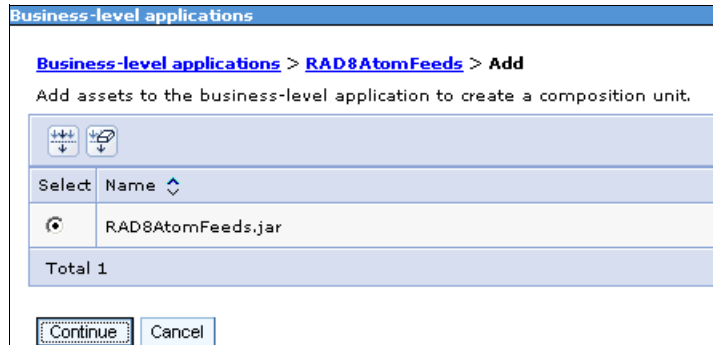 Business-level applications
Business-level applications > RAD8AtomFeeds > Add
Add assets to the business-level application to create a composition unit.
Select Name
RAD8AtomFeeds.jar
Total 1
Continue Cancel